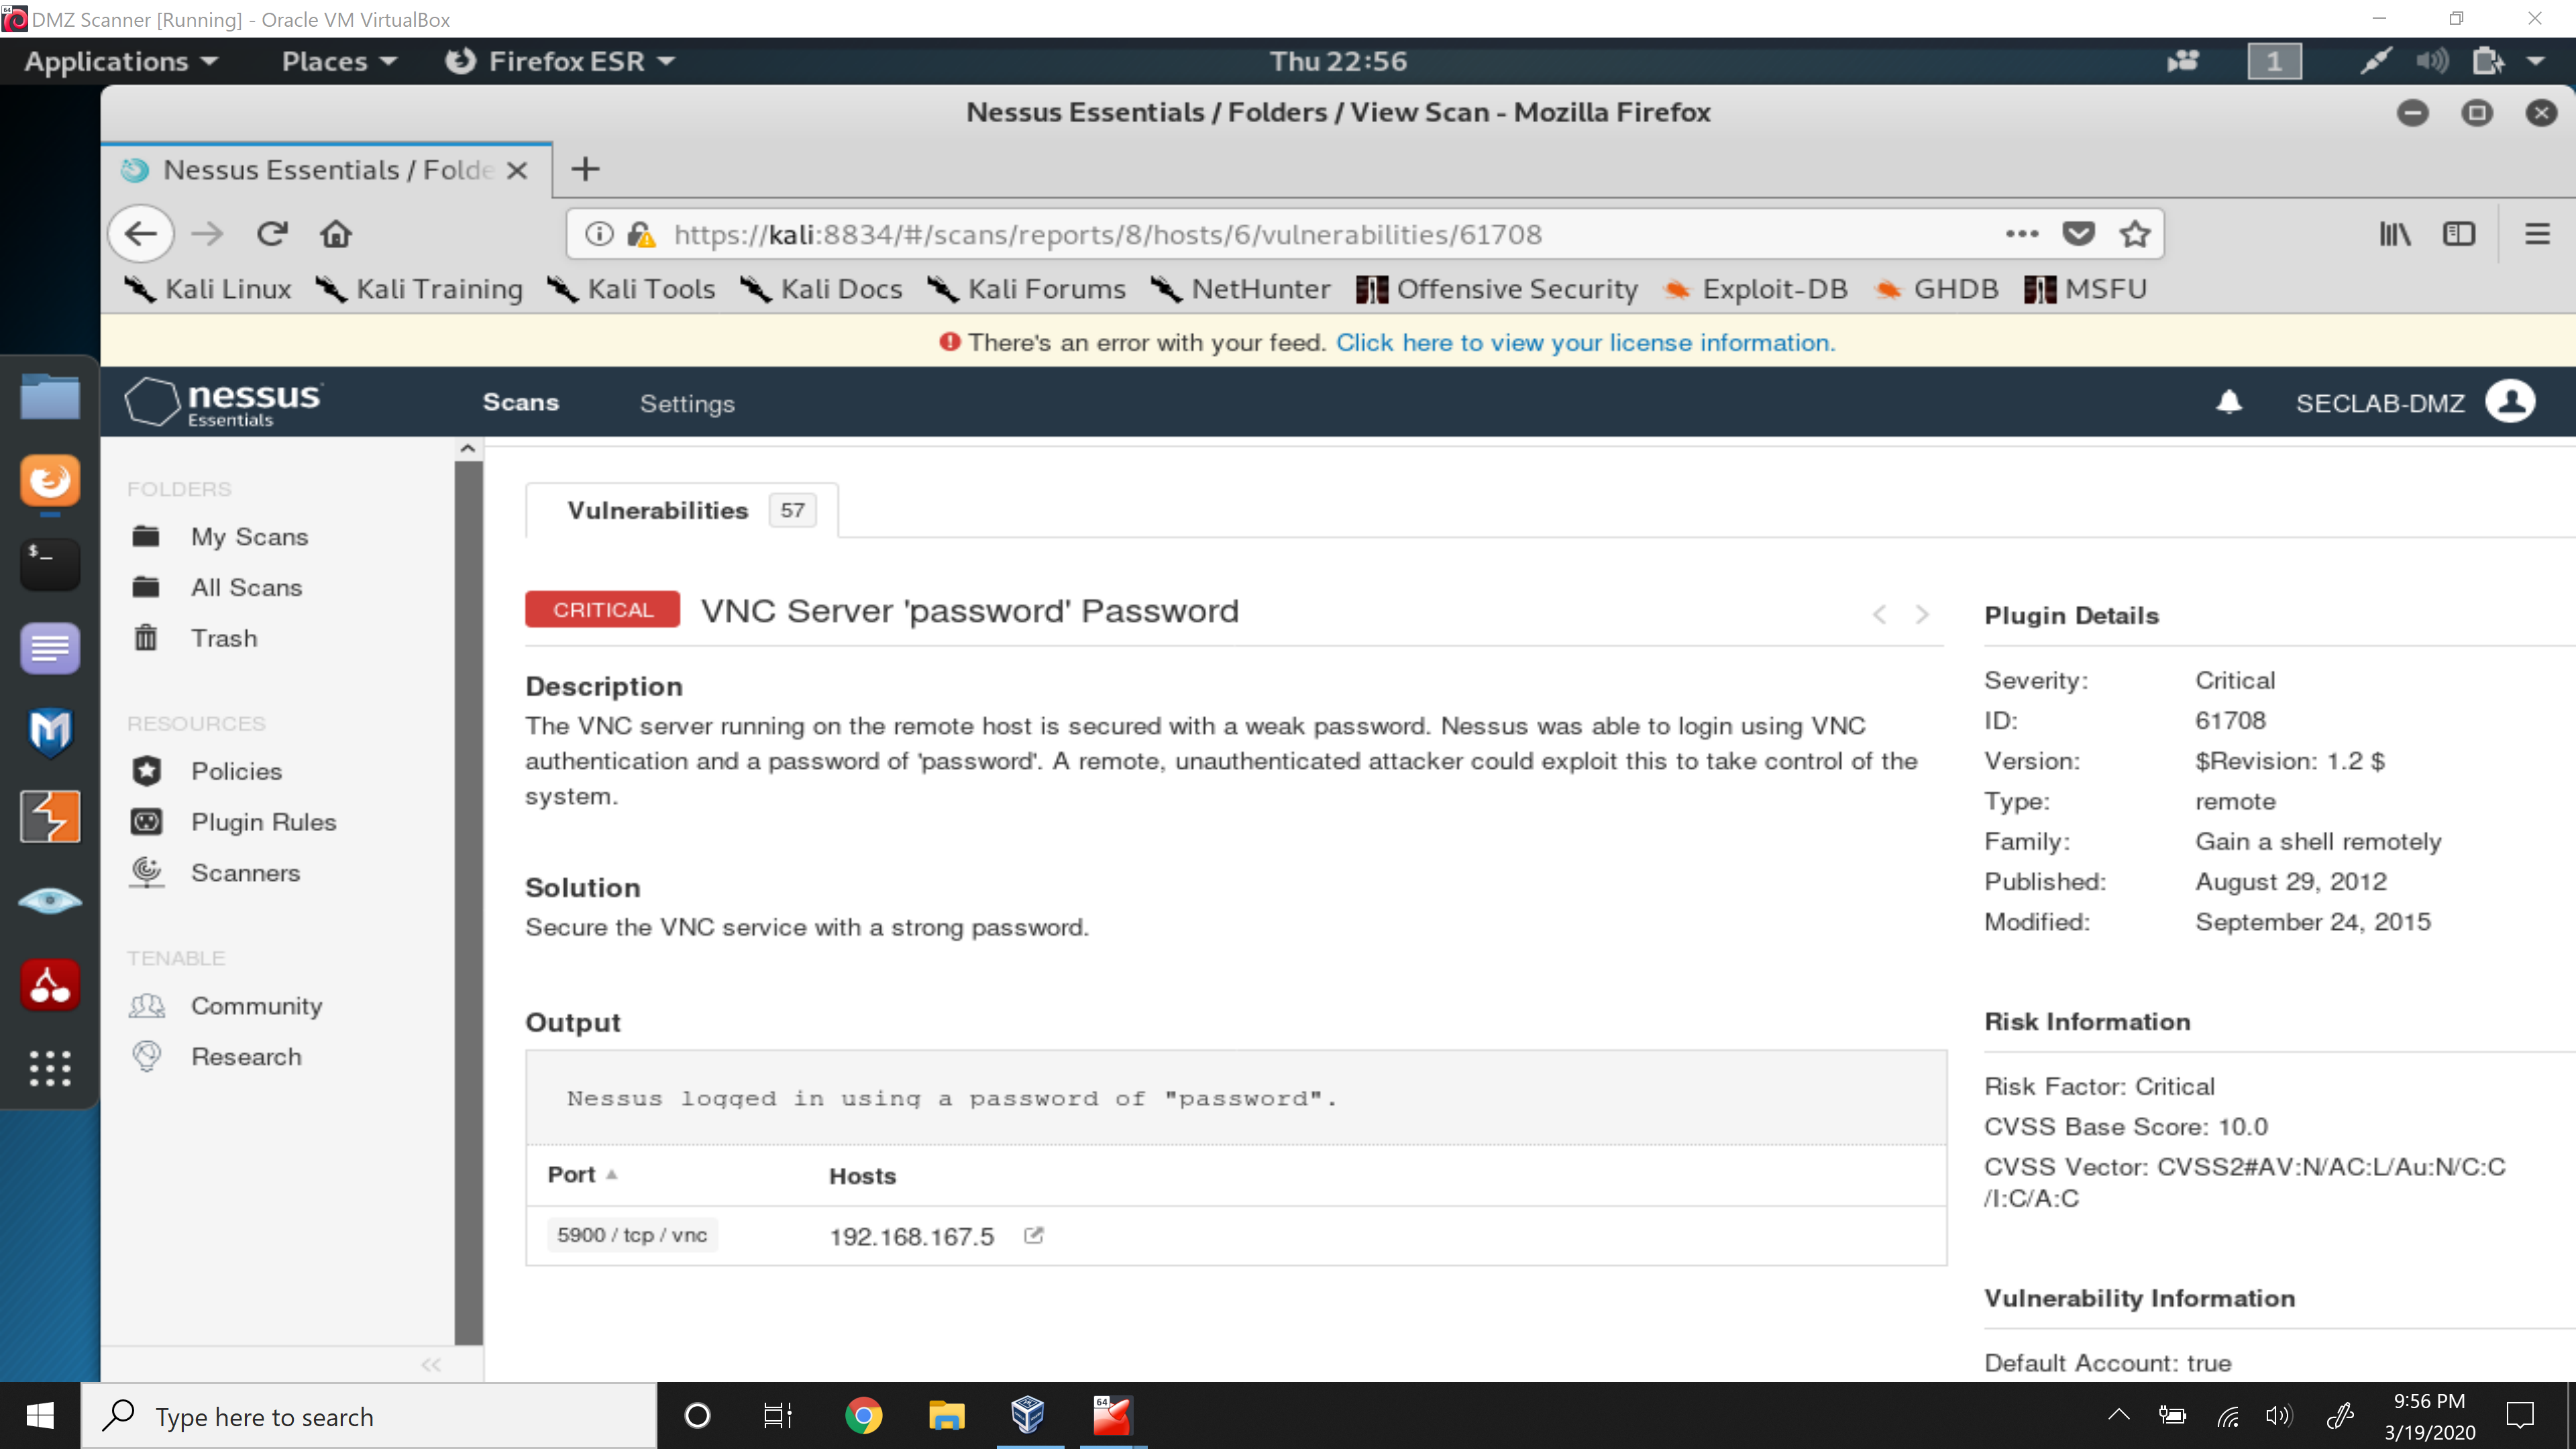 DMZ Scanner [Running] - Oracle VM VirtualBox
Applications Places Firefox ESR Thu 22:56 1
Nessus Essentials / Folders / View Scan - Mozilla Firefox
Nessus Essentials / Folde
https://kali:8834/#/scans/reports/8/hosts/6/vulnerabilities/61708
Kali Linux Kali Training Kali Tools Kali Docs Kali Forums NetHunter Offensive Security Exploit-DB GHDB MSFU
There's an error with your feed. Click here to view your license information.
nessus
Essentials
Scans Settings SECLAB-DMZ
FOLDERS
My Scans
All Scans
Trash
RESOURCES
Policies
Plugin Rules
Scanners
TENABLE
Community
Research
Vulnerabilities 57
CRITICAL VNC Server 'password' Password
Description
The VNC server running on the remote host is secured with a weak password. Nessus was able to login using VNC
authentication and a password of 'password'. A remote, unauthenticated attacker could exploit this to take control of the
system.
Solution
Secure the VNC service with a strong password.
Output
Nessus logged in using a password of "password".
Port Hosts
5900 / tcp / vnc 192.168.167.5
Plugin Details
Severity: Critical
ID: 61708
Version: $Revision: 1.2 $
Type: remote
Family: Gain a shell remotely
Published: August 29, 2012
Modified: September 24, 2015
Risk Information
Risk Factor: Critical
CVSS Base Score: 10.0
CVSS Vector: CVSS2#AV:N/AC:L/Au:N/C:C
/I:C/A:C
Vulnerability Information
Default Account: true
Type here to search
64
9:56 PM
3/19/2020